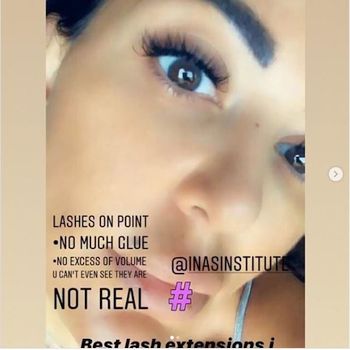 LASHES ON POINT
•NO MUCH GLUE
•NO EXCESS OF VOLUME
U CAN'T EVEN SEE THEY ARE
NOT REAL
@INASINSTITUTE
#
Best lash extensions i